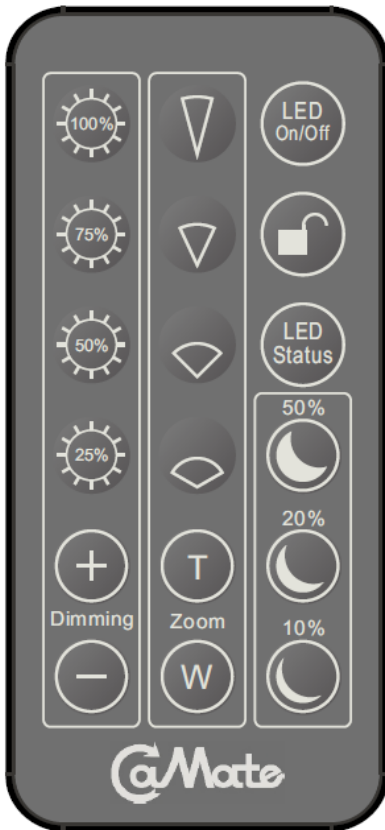 100%
LED
On/Off
75%
50%
LED
Status
25%
50%
20%
+
T
Dimming
Zoom
10%
−
W
CaMate